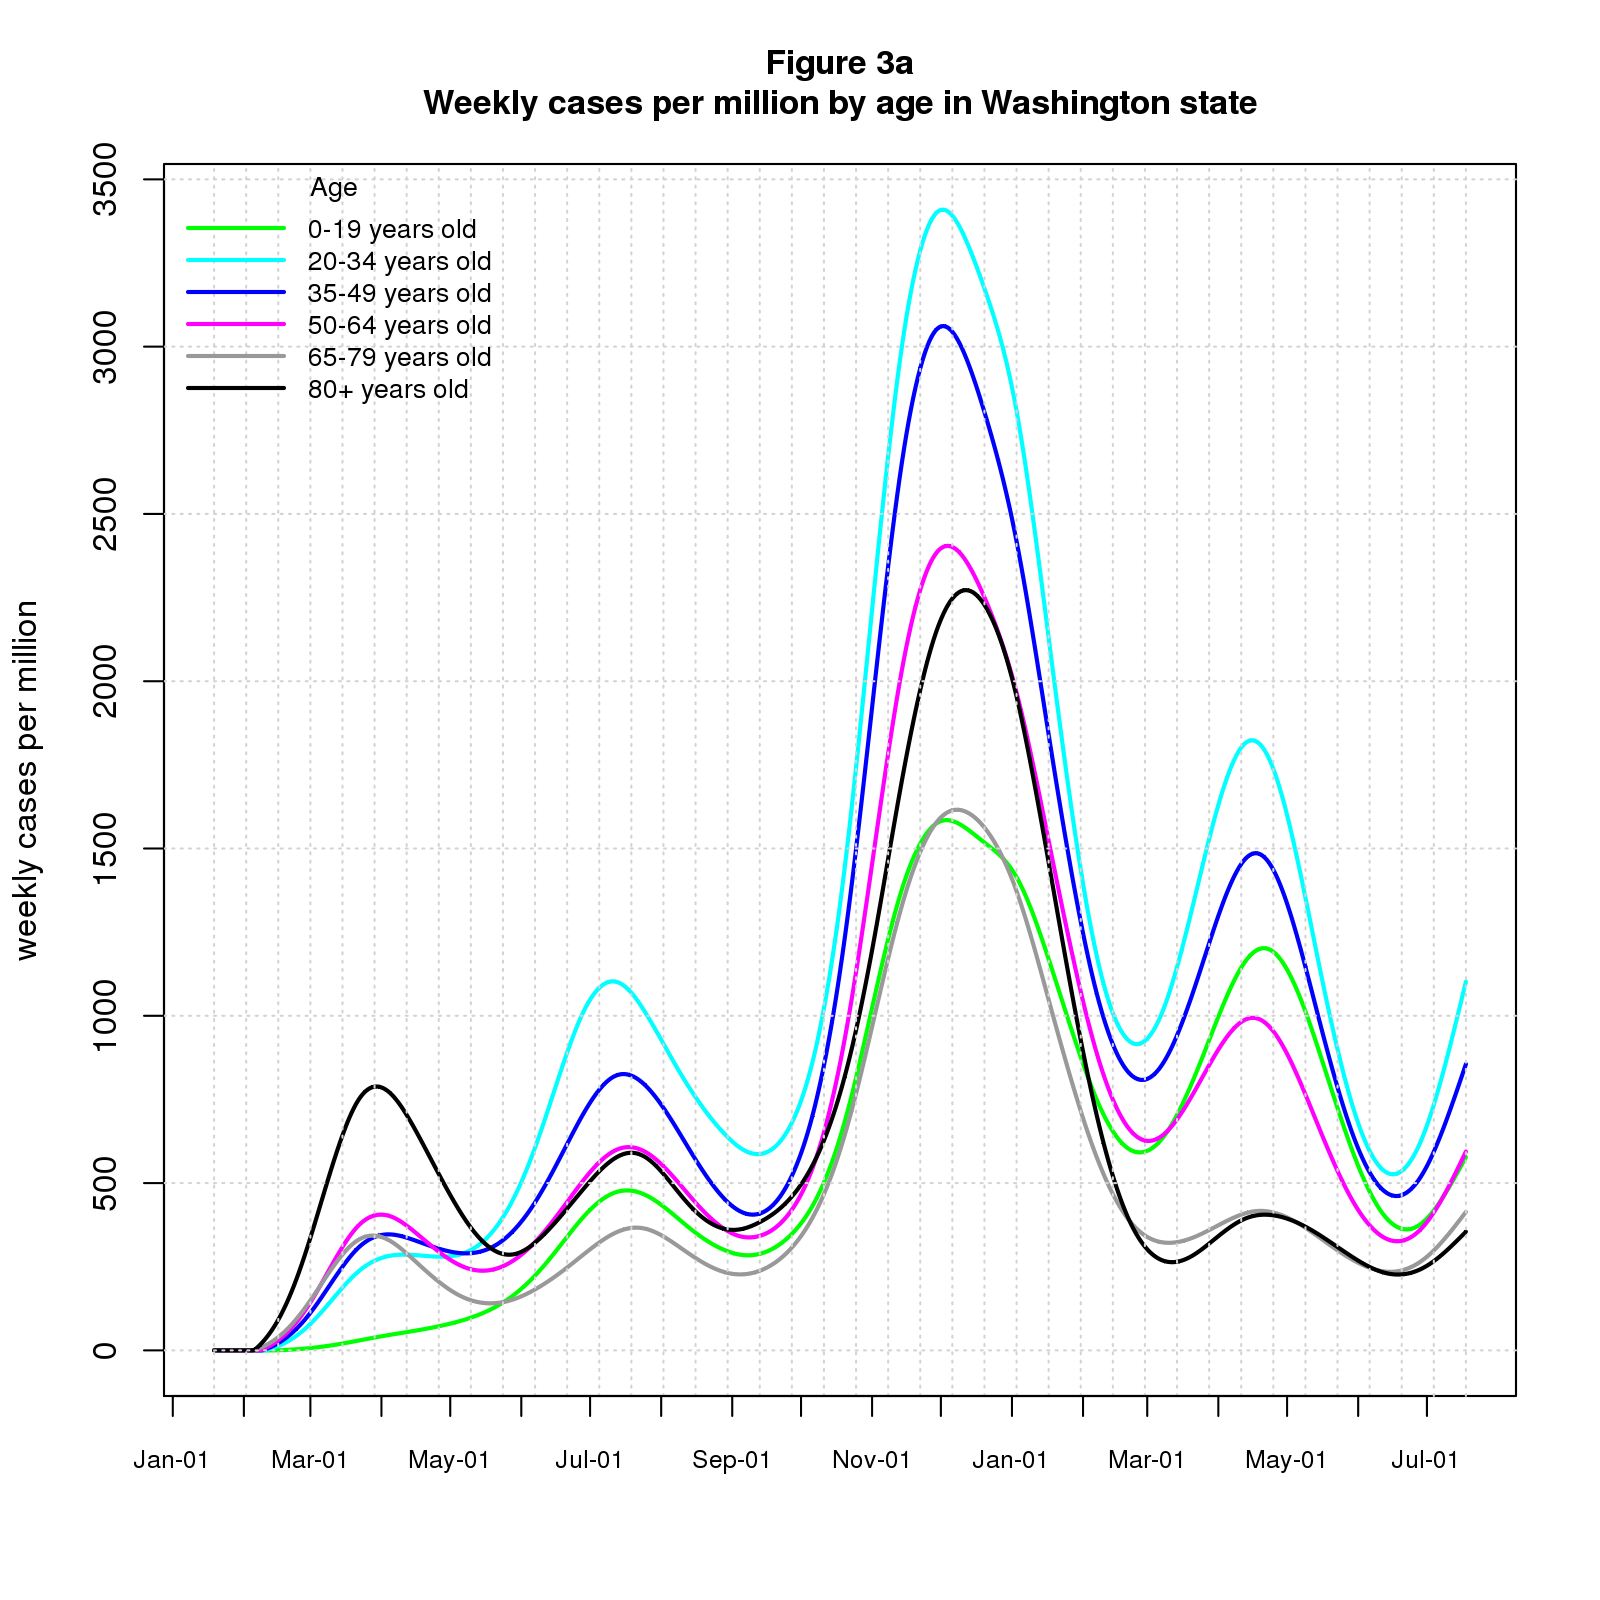 Figure 3a
Weekly cases per million by age in Washington state
Age
0-19 years old
20-34 years old
35-49 years old
50-64 years old
65-79 years old
80+ years old
weekly cases per million
3500
3000
2500
2000
1500
1000
500
0
Jan-01 Mar-01 May-01 Jul-01 Sep-01 Nov-01 Jan-01 Mar-01 May-01 Jul-01